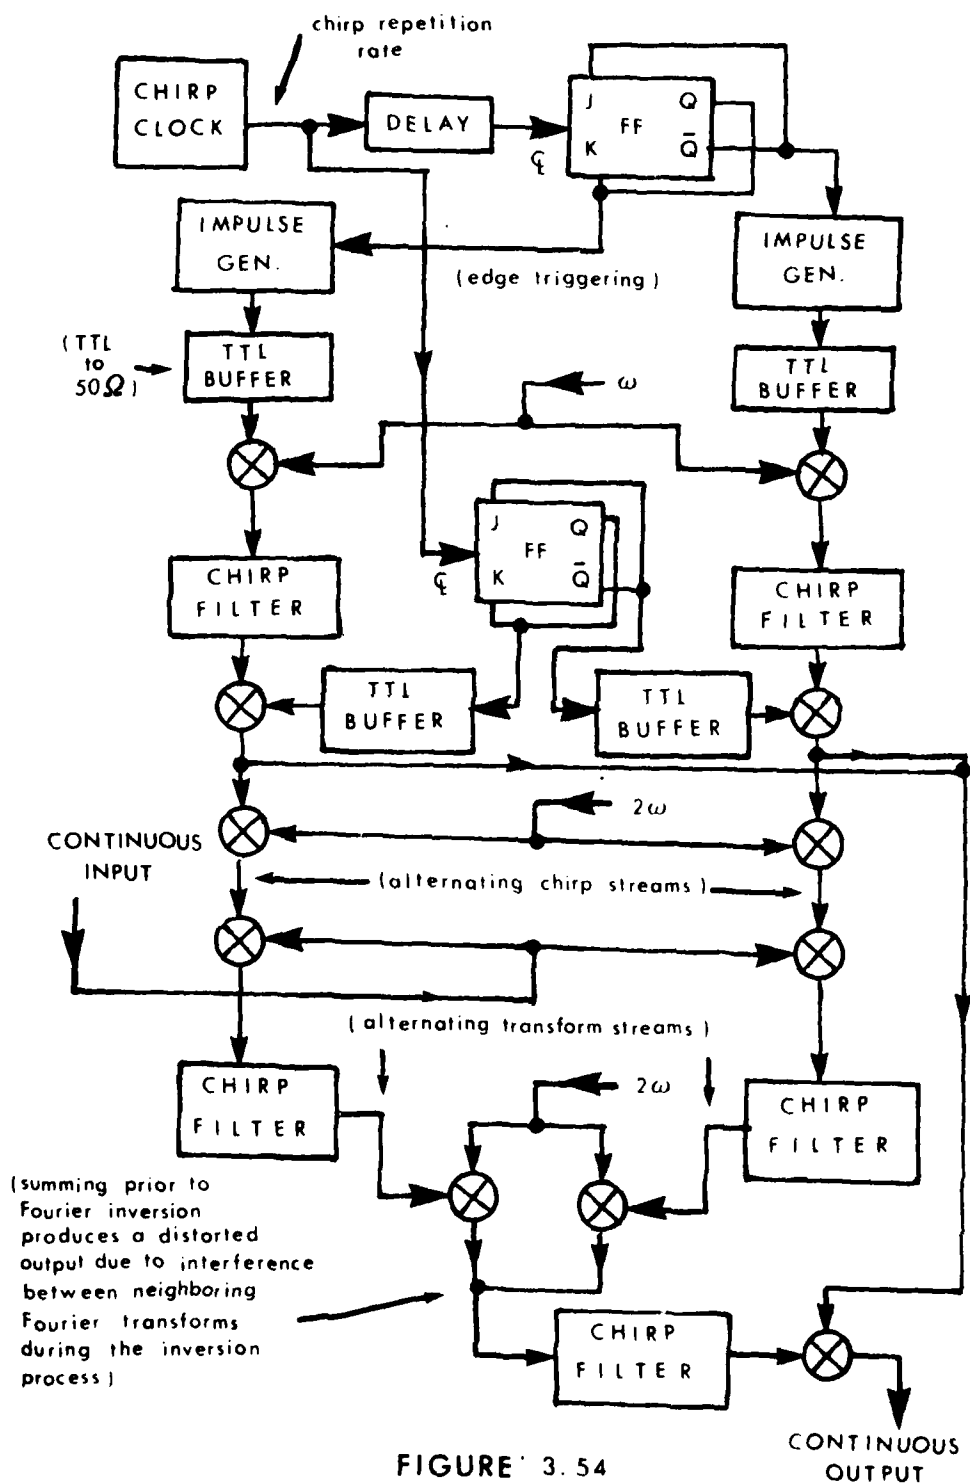 chirp repetition
rate
CHIRP
CLOCK
DELAY
J Q
FF
K Q̅
℄
IMPULSE
GEN.
IMPULSE
GEN.
(edge triggering)
(TTL
to
50Ω)
TTL
BUFFER
TTL
BUFFER
ω
J Q
FF
K Q̅
℄
CHIRP
FILTER
CHIRP
FILTER
TTL
BUFFER
TTL
BUFFER
2ω
CONTINUOUS
INPUT
(alternating chirp streams)
(alternating transform streams)
2ω
CHIRP
FILTER
CHIRP
FILTER
(summing prior to
Fourier inversion
produces a distorted
output due to interference
between neighboring
Fourier transforms
during the inversion
process)
CHIRP
FILTER
CONTINUOUS
OUTPUT
FIGURE 3.54